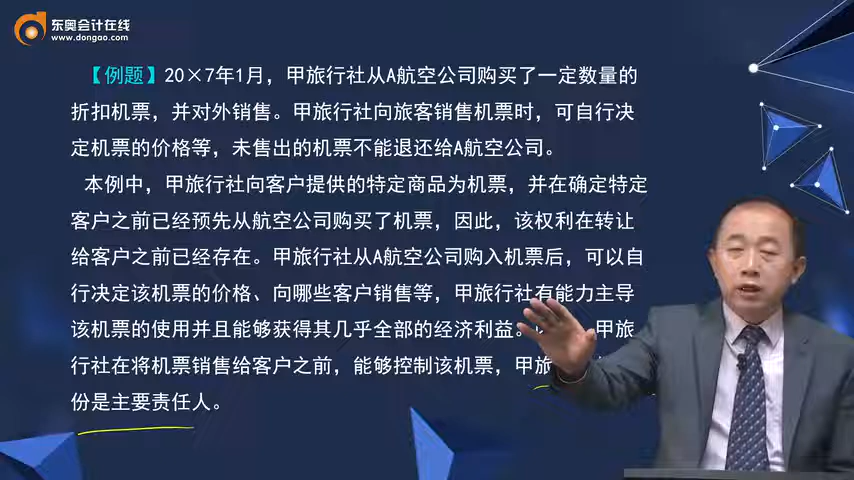 东奥会计在线
www.dongao.com
【例题】20×7年1月，甲旅行社从A航空公司购买了一定数量的
折扣机票，并对外销售。甲旅行社向旅客销售机票时，可自行决
定机票的价格等，未售出的机票不能退还给A航空公司。
本例中，甲旅行社向客户提供的特定商品为机票，并在确定特定
客户之前已经预先从航空公司购买了机票，因此，该权利在转让
给客户之前已经存在。甲旅行社从A航空公司购入机票后，可以自
行决定该机票的价格、向哪些客户销售等，甲旅行社有能力主导
该机票的使用并且能够获得其几乎全部的经济利益。 甲旅
行社在将机票销售给客户之前，能够控制该机票，甲旅
份是主要责任人。